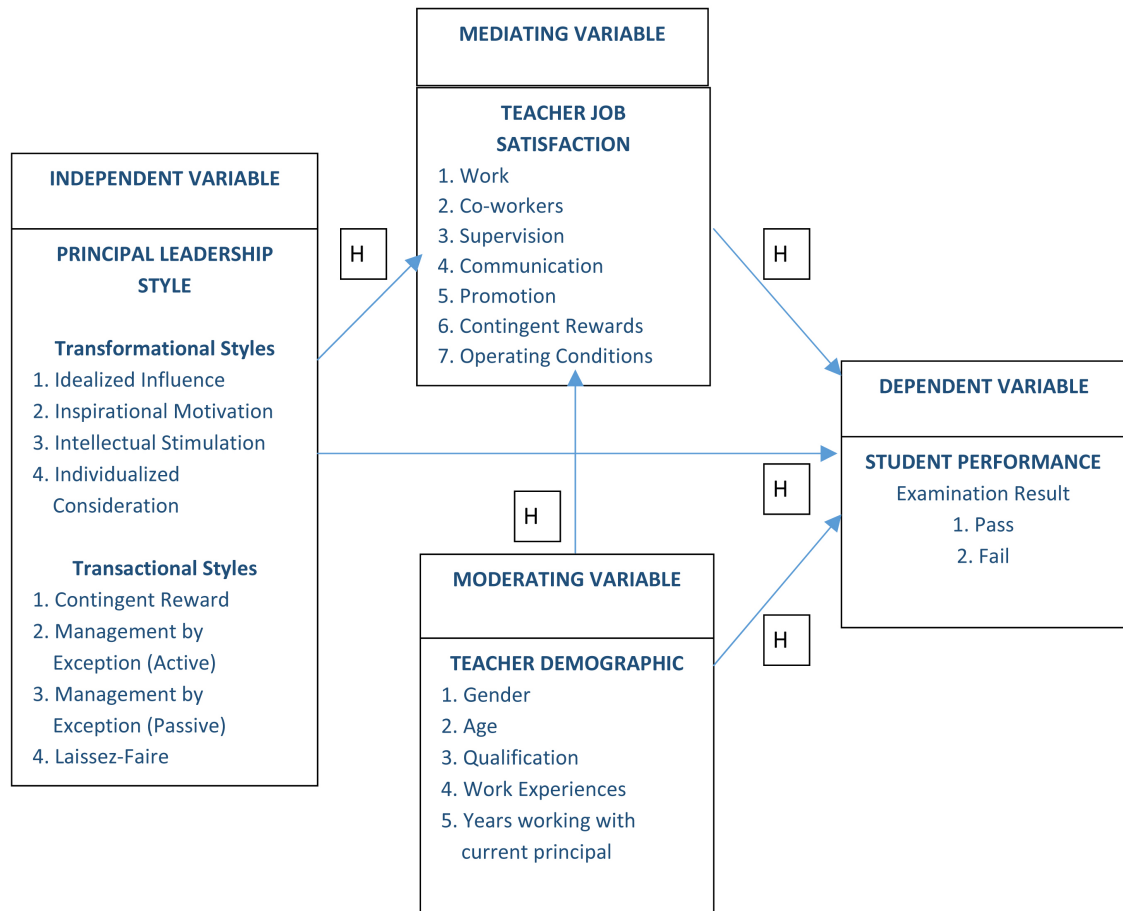 MEDIATING VARIABLE
TEACHER JOB
SATISFACTION
1. Work
2. Co-workers
3. Supervision
4. Communication
5. Promotion
6. Contingent Rewards
7. Operating Conditions
INDEPENDENT VARIABLE
PRINCIPAL LEADERSHIP
STYLE
Transformational Styles
1. Idealized Influence
2. Inspirational Motivation
3. Intellectual Stimulation
4. Individualized
Consideration
Transactional Styles
1. Contingent Reward
2. Management by
Exception (Active)
3. Management by
Exception (Passive)
4. Laissez-Faire
H
H
H
H
H
DEPENDENT VARIABLE
STUDENT PERFORMANCE
Examination Result
1. Pass
2. Fail
MODERATING VARIABLE
TEACHER DEMOGRAPHIC
1. Gender
2. Age
3. Qualification
4. Work Experiences
5. Years working with
current principal